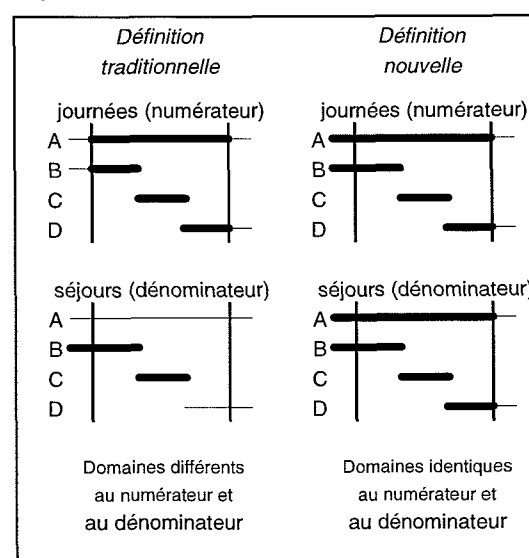 Définition
traditionnelle
journées (numérateur)
A
B
C
D
séjours (dénominateur)
A
B
C
D
Domaines différents
au numérateur et
au dénominateur
Définition
nouvelle
journées (numérateur)
A
B
C
D
séjours (dénominateur)
A
B
C
D
Domaines identiques
au numérateur et
au dénominateur